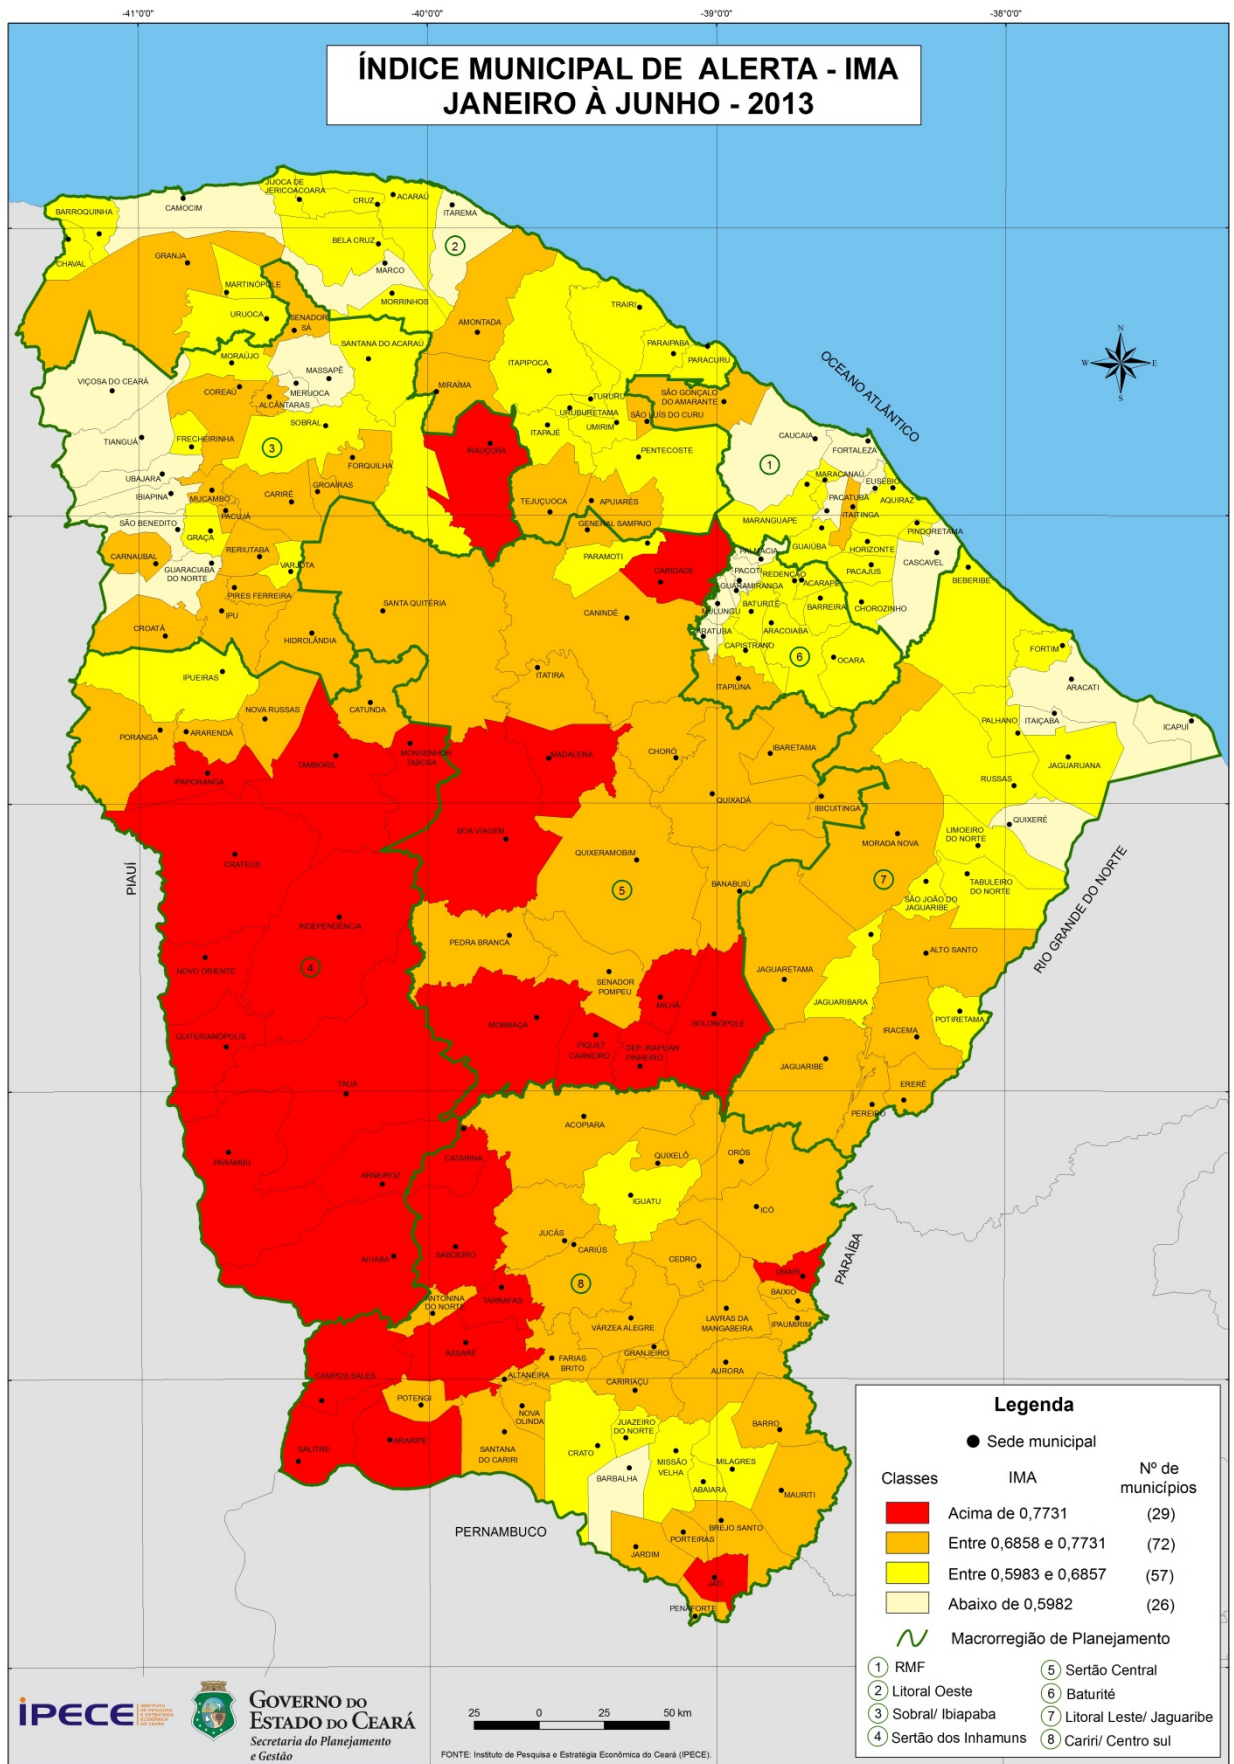 -41°0'0"
-40°0'0"
-39°0'0"
-38°0'0"
ÍNDICE MUNICIPAL DE ALERTA - IMA
JANEIRO À JUNHO - 2013
JIJOCA DE
JERICOACOARA
ACARAÚ
CRUZ
BARROQUINHA
CAMOCIM
ITAREMA
BELA CRUZ
2
CHAVAL
GRANJA
MARCO
MARTINÓPOLE
MORRINHOS
URUOCA
SENADOR
SÁ
TRAIRI
AMONTADA
SANTANA DO ACARAÚ
PARAIPABA
PARACURU
MORAÚJO
MASSAPÊ
ITAPIPOCA
OCEANO ATLÂNTICO
N
W
E
S
VIÇOSA DO CEARÁ
COREAÚ
MERUOCA
MIRAÍMA
ALCÂNTARAS
TURURU
SÃO GONÇALO
DO AMARANTE
URUBURETAMA
SÃO LUÍS DO CURU
SOBRAL
ITAPAJÉ
UMIRIM
TIANGUÁ
FRECHEIRINHA
3
IRAUÇUBA
CAUCAIA
FORTALEZA
PENTECOSTE
1
FORQUILHA
UBAJARA
MARACANAÚ
EUSÉBIO
IBIAPINA
MUCAMBO
CARIRÉ
GROAÍRAS
PACATUBA
AQUIRAZ
TEJUÇUOCA
APUIARÉS
ITAITINGA
PACUJÁ
SÃO BENEDITO
MARANGUAPE
GENERAL SAMPAIO
PINDORETAMA
GRAÇA
GUAIÚBA
HORIZONTE
CARNAUBAL
RERIUTABA
PARAMOTI
PALMÁCIA
CASCAVEL
GUARACIABA
DO NORTE
VARJOTA
CARIDADE
PACOTI
PACAJUS
BEBERIBE
REDENÇÃO
ACARAPE
GUARAMIRANGA
PIRES FERREIRA
MULUNGU
BATURITÉ
BARREIRA
CHOROZINHO
IPU
SANTA QUITÉRIA
CANINDÉ
CROATÁ
HIDROLÂNDIA
ARATUBA
ARACOIABA
CAPISTRANO
6
OCARA
FORTIM
IPUEIRAS
ITATIRA
ITAPIÚNA
ARACATI
NOVA RUSSAS
CATUNDA
ITAIÇABA
ICAPUÍ
PORANGA
ARARENDÁ
PALHANO
MONSENHOR
TABOSA
MADALENA
CHORÓ
IBARETAMA
TAMBORIL
JAGUARUANA
IPAPORANGA
RUSSAS
QUIXADÁ
IBICUITINGA
QUIXERÉ
BOA VIAGEM
MORADA NOVA
LIMOEIRO
DO NORTE
CRATEÚS
QUIXERAMOBIM
PIAUÍ
5
BANABUIÚ
7
TABULEIRO
DO NORTE
SÃO JOÃO DO
JAGUARIBE
RIO GRANDE DO NORTE
INDEPENDÊNCIA
PEDRA BRANCA
ALTO SANTO
NOVO ORIENTE
4
SENADOR
POMPEU
JAGUARETAMA
JAGUARIBARA
MOMBAÇA
MILHÃ
SOLONÓPOLE
POTIRETAMA
QUITERIANÓPOLIS
PIQUET
CARNEIRO
DEP. IRAPUAN
PINHEIRO
IRACEMA
JAGUARIBE
TAUÁ
ERERÊ
PEREIRO
ACOPIARA
PARAMBU
CATARINA
QUIXELÔ
ORÓS
ARNEIROZ
IGUATU
ICÓ
JUCÁS
CARIÚS
PARAÍBA
AIUABA
SABOEIRO
CEDRO
UMARI
8
TARRAFAS
BAIXIO
ANTONINA
DO NORTE
LAVRAS DA
MANGABEIRA
IPAUMIRIM
VÁRZEA ALEGRE
ASSARÉ
GRANJEIRO
FARIAS
BRITO
AURORA
CAMPOS SALES
ALTANEIRA
CARIRIAÇU
POTENGI
NOVA
OLINDA
JUAZEIRO
DO NORTE
BARRO
SALITRE
ARARIPE
SANTANA
DO CARIRI
CRATO
MISSÃO
VELHA
MILAGRES
BARBALHA
ABAIARA
MAURITI
PERNAMBUCO
BREJO SANTO
PORTEIRAS
JARDIM
JATI
PENAFORTE
Legenda
Sede municipal
Classes IMA Nº de
municípios
Acima de 0,7731 (29)
Entre 0,6858 e 0,7731 (72)
Entre 0,5983 e 0,6857 (57)
Abaixo de 0,5982 (26)
Macrorregião de Planejamento
1 RMF
2 Litoral Oeste
3 Sobral/ Ibiapaba
4 Sertão dos Inhamuns
5 Sertão Central
6 Baturité
7 Litoral Leste/ Jaguaribe
8 Cariri/ Centro sul
iPECE
INSTITUTO
DE PESQUISA
E ESTRATÉGIA
ECONÔMICA
DO CEARÁ
GOVERNO DO
ESTADO DO CEARÁ
Secretaria do Planejamento
e Gestão
25 0 25 50 km
FONTE: Instituto de Pesquisa e Estratégia Econômica do Ceará (IPECE).